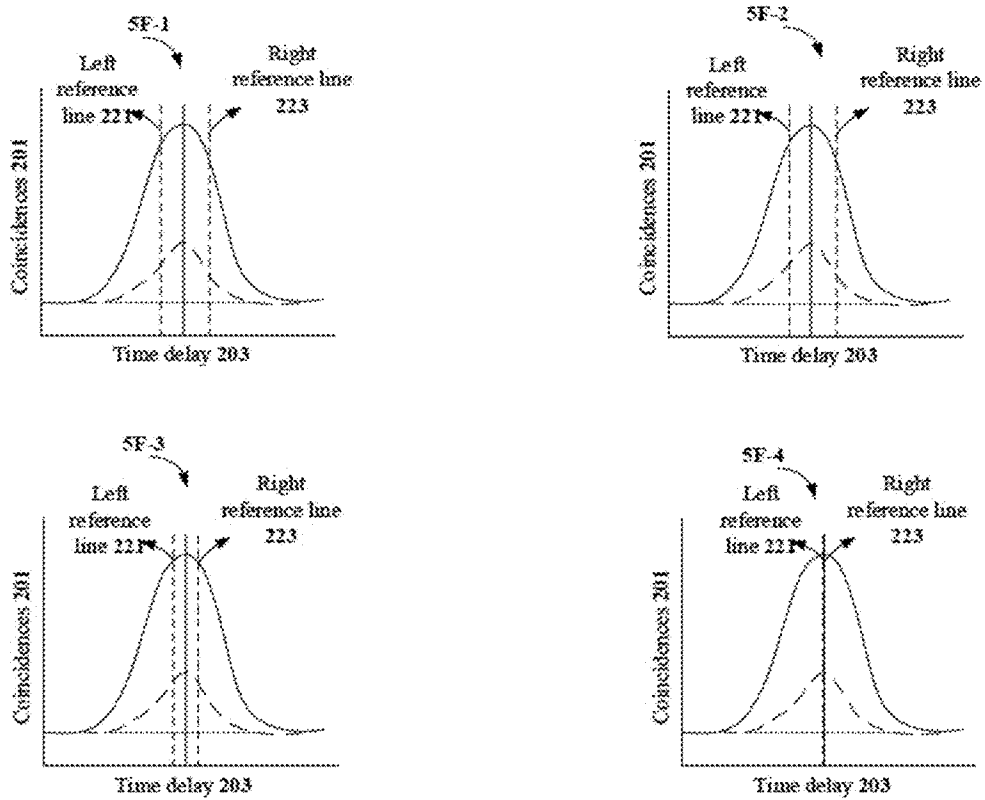 5F-1
Left
reference
line 221
Right
reference line
223
Coincidences 201
Time delay 203
5F-2
Left
reference
line 221
Right
reference line
223
Coincidences 201
Time delay 203
5F-3
Left
reference
line 221
Right
reference line
223
Coincidences 201
Time delay 203
5F-4
Left
reference
line 221
Right
reference line
223
Coincidences 201
Time delay 203